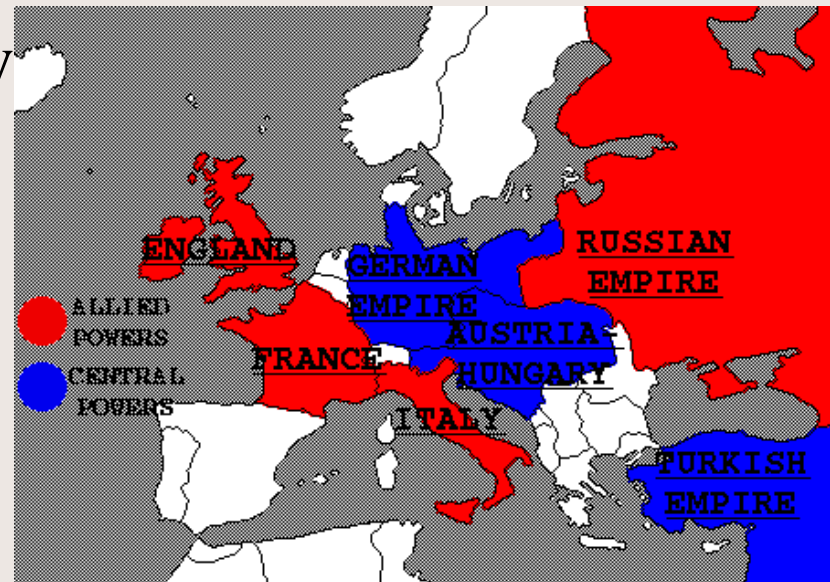 ENGLAND
GERMAN
EMPIRE
RUSSIAN
EMPIRE
ALLIED
POWERS
AUSTRIA-
HUNGARY
FRANCE
CENTRAL
POWERS
ITALY
TURKISH
EMPIRE